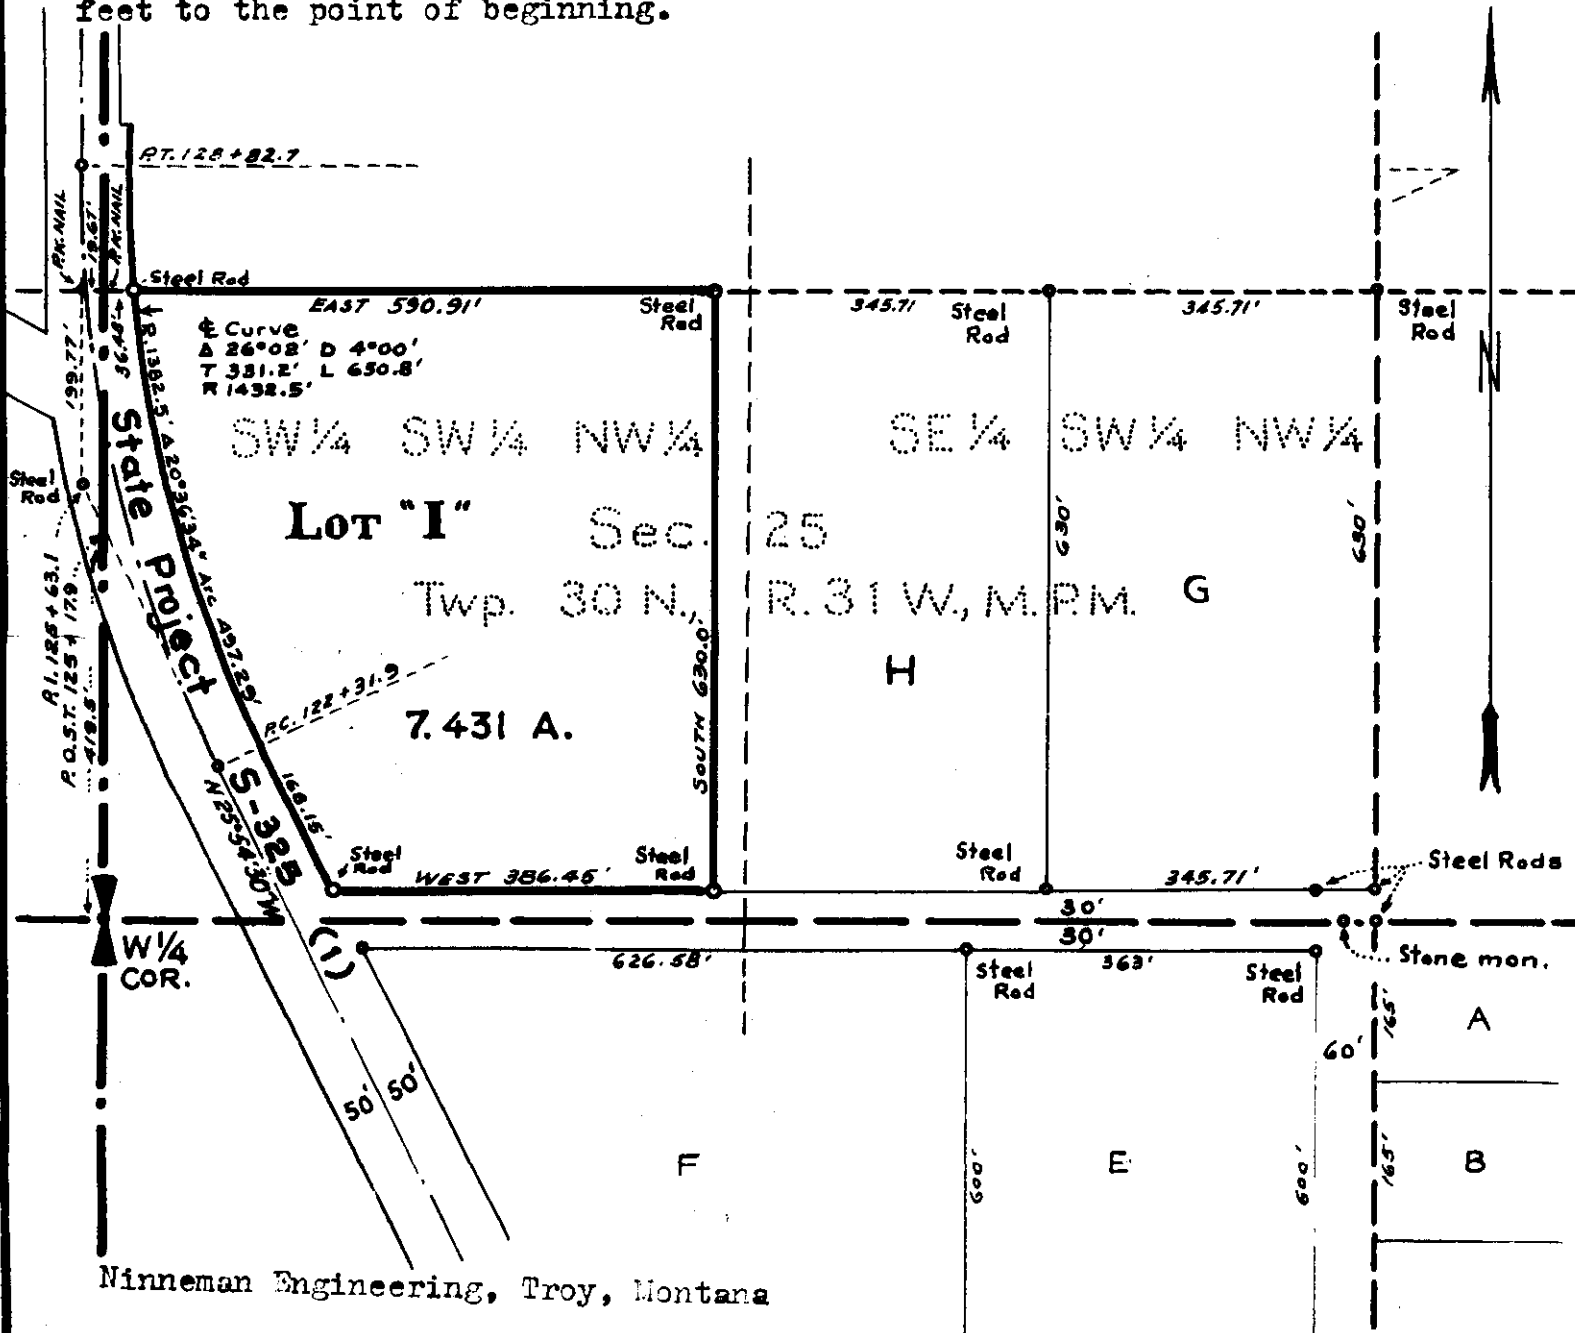 feet to the point of beginning.
P.T. 128+82.7
P.K. NAIL
19.67'
P.K. NAIL
Steel Rod
EAST 590.91'
Steel Rod
345.71
Steel Rod
345.71'
Steel Rod
N
36.48'
199.77'
℄ Curve
Δ 26°02' D 4°00'
T 331.2' L 650.8'
R 1432.5'
R.1382.5' Δ 20°36'34" Arc 497.29'
SW¼ SW¼ NW¼
SE¼ SW¼ NW¼
Steel Rod
State Project
S-325
(1)
LOT "I"
Sec. 25
Twp. 30 N., R. 31 W., M.P.M.
630'
630'
G
H
P.I. 125+63.1
P.O.S.T. 125+17.9
419.5'
P.C. 122+31.9
SOUTH 630.0'
7.431 A.
168.15'
N 25°54'30"W
Steel Rod
WEST 386.45'
Steel Rod
Steel Rod
345.71'
Steel Rods
30'
30'
W¼ COR.
626.58'
Steel Rod
363'
Steel Rod
Stone mon.
165'
A
60'
50' 50'
F
600'
E
600'
165'
B
Ninneman Engineering, Troy, Montana